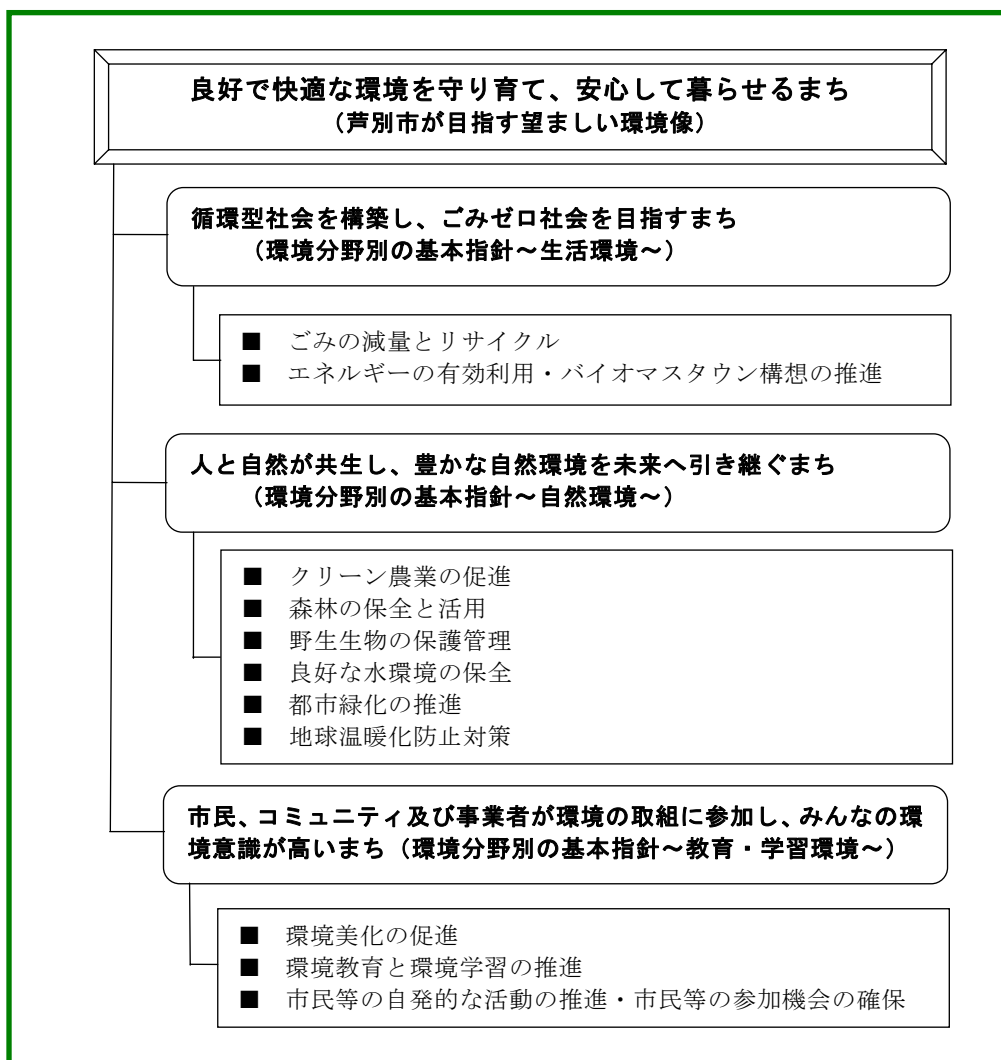 良好で快適な環境を守り育て、安心して暮らせるまち
(芦別市が目指す望ましい環境像)
循環型社会を構築し、ごみゼロ社会を目指すまち
(環境分野別の基本指針~生活環境~)
■ ごみの減量とリサイクル
■ エネルギーの有効利用・バイオマスタウン構想の推進
人と自然が共生し、豊かな自然環境を未来へ引き継ぐまち
(環境分野別の基本指針~自然環境~)
■ クリーン農業の促進
■ 森林の保全と活用
■ 野生生物の保護管理
■ 良好な水環境の保全
■ 都市緑化の推進
■ 地球温暖化防止対策
市民、コミュニティ及び事業者が環境の取組に参加し、みんなの環
境意識が高いまち(環境分野別の基本指針~教育・学習環境~)
■ 環境美化の促進
■ 環境教育と環境学習の推進
■ 市民等の自発的な活動の推進・市民等の参加機会の確保